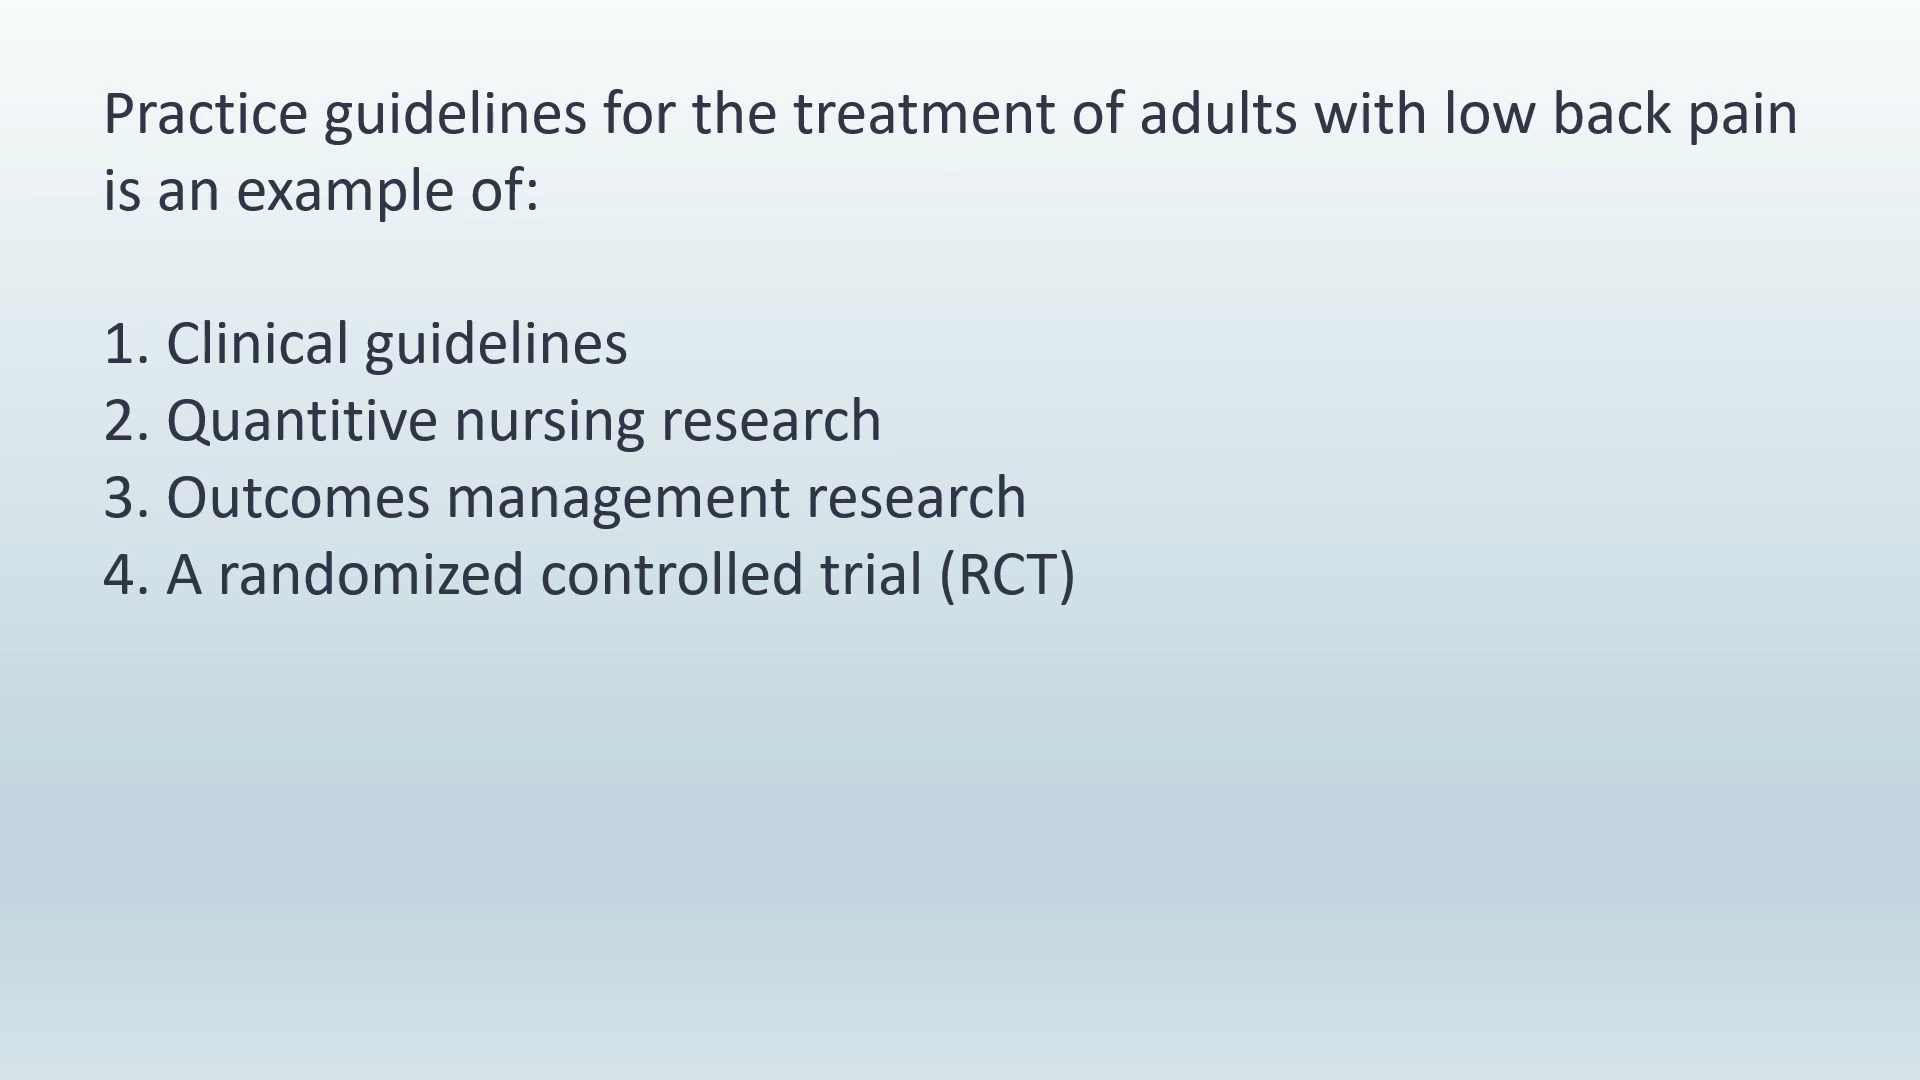 Practice guidelines for the treatment of adults with low back pain
is an example of:
1. Clinical guidelines
2. Quantitive nursing research
3. Outcomes management research
4. A randomized controlled trial (RCT)